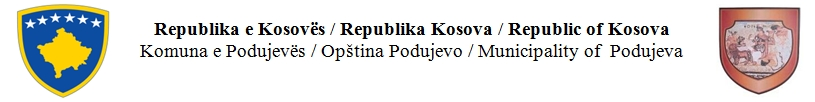 Republika e Kosovës / Republika Kosova / Republic of Kosova
Komuna e Podujevës / Opština Podujevo / Municipality of Podujeva